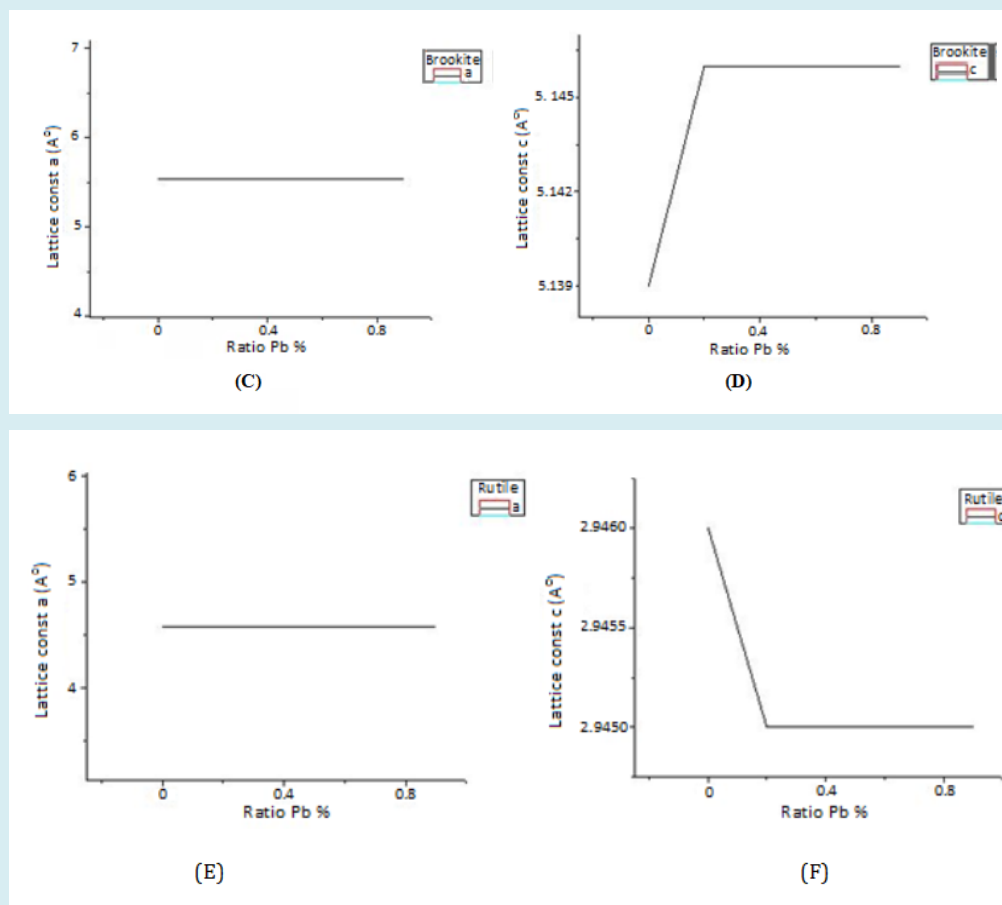 7
6
5
4
Lattice const a (A°)
Brookite
a
0 0.4 0.8
Ratio Pb %
(C)
5.145
5.142
5.139
Lattice const c (A°)
Brookite
c
0 0.4 0.8
Ratio Pb %
(D)
6
5
4
Lattice const a (A°)
Rutile
a
0 0.4 0.8
Ratio Pb %
(E)
2.9460
2.9455
2.9450
Lattice const c (A°)
Rutile
0 0.4 0.8
Ratio Pb %
(F)